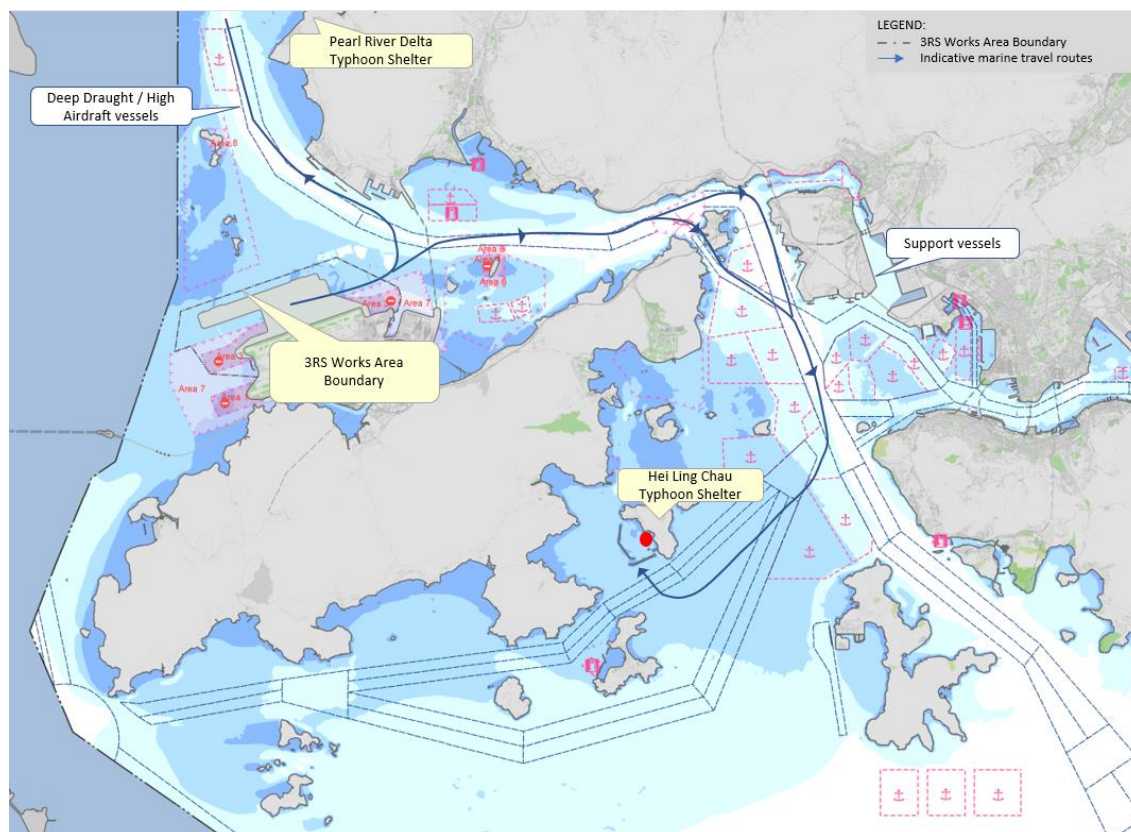 LEGEND:
3RS Works Area Boundary
Indicative marine travel routes
Pearl River Delta
Typhoon Shelter
Deep Draught / High
Airdraft vessels
Area 8
Support vessels
Area 6
Area 6
Area 7
Area 3
3RS Works Area
Boundary
Area 7
Hei Ling Chau
Typhoon Shelter